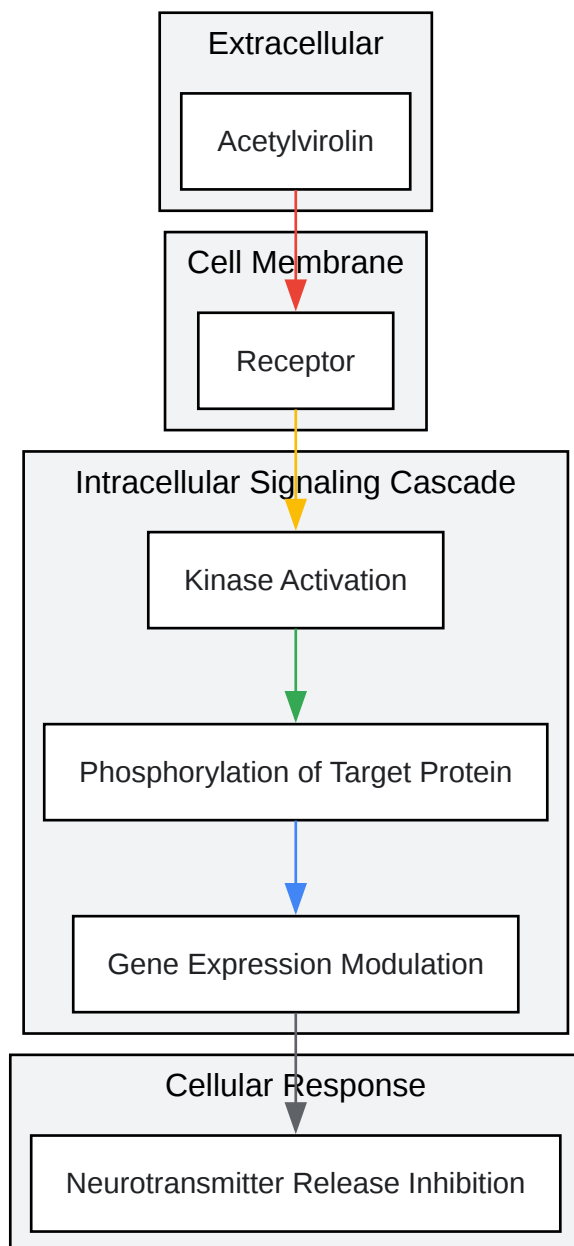 Extracellular
Acetylvirolin
Cell Membrane
Receptor
Intracellular Signaling Cascade
Kinase Activation
Phosphorylation of Target Protein
Gene Expression Modulation
Cellular Response
Neurotransmitter Release Inhibition